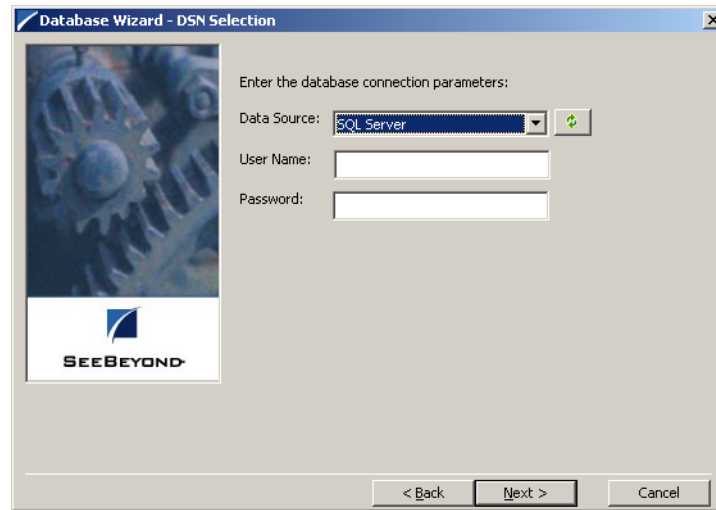 Database Wizard - DSN Selection
Enter the database connection parameters:
Data Source:
SQL Server
User Name:
Password:
SEEBEYOND
< Back
Next >
Cancel